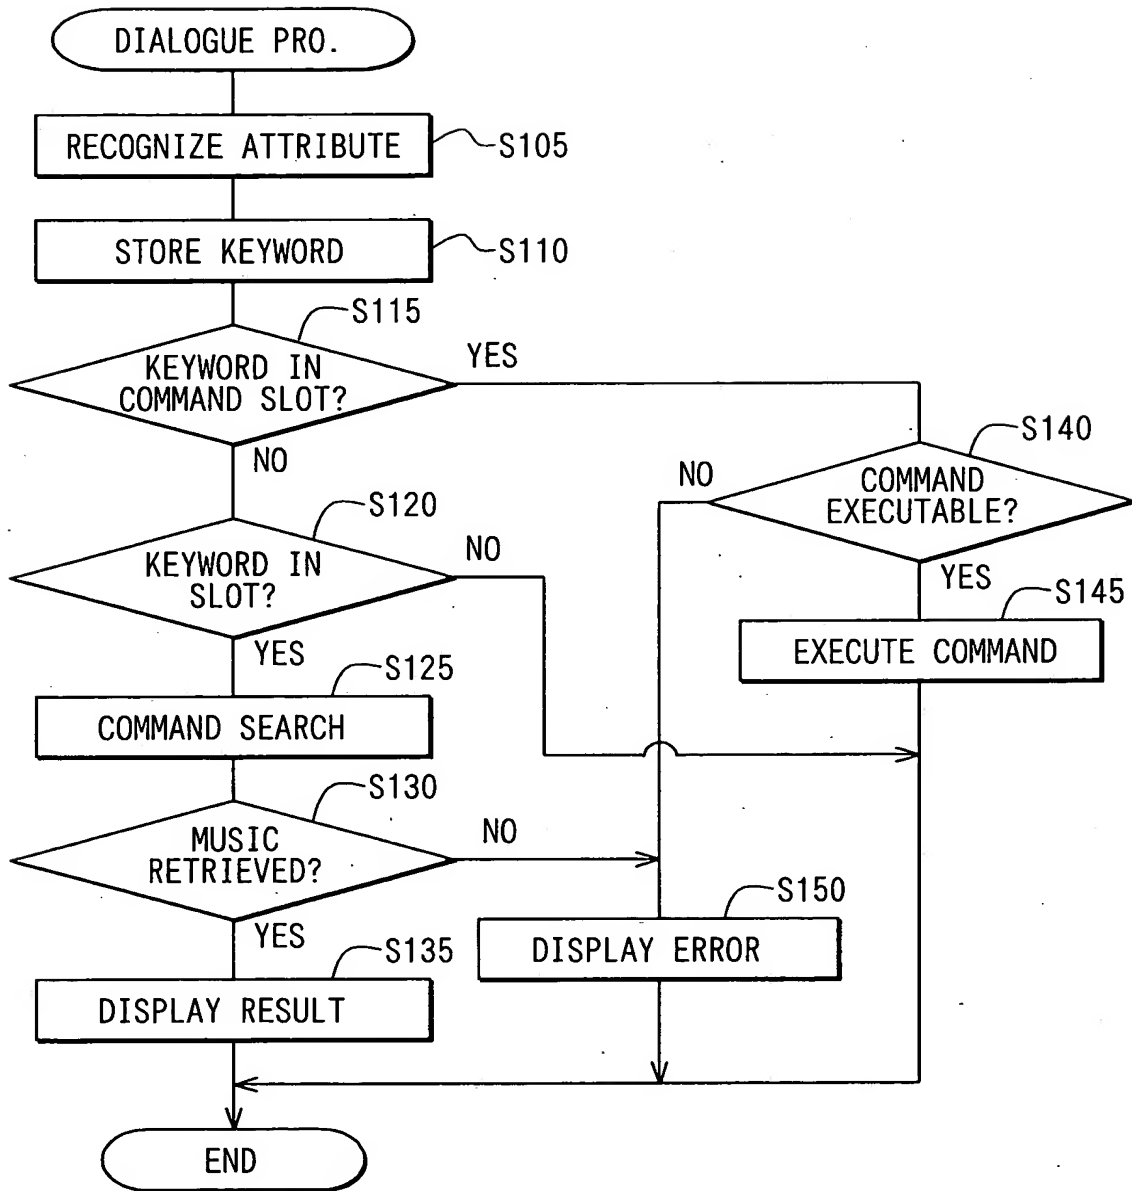 DIALOGUE PRO.
RECOGNIZE ATTRIBUTE
S105
STORE KEYWORD
S110
S115
KEYWORD IN
COMMAND SLOT?
YES
NO
S140
COMMAND
EXECUTABLE?
NO
YES
S120
KEYWORD IN
SLOT?
NO
YES
S145
EXECUTE COMMAND
S125
COMMAND SEARCH
S130
MUSIC
RETRIEVED?
NO
YES
S150
DISPLAY ERROR
S135
DISPLAY RESULT
END